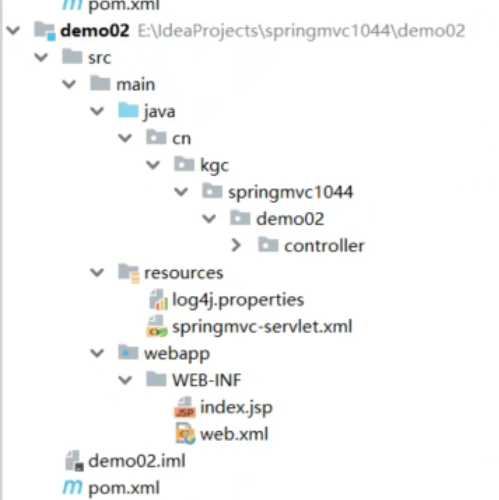 pom.xml
demo02 E:\IdeaProjects\springmvc1044\demo02
src
main
java
cn
kgc
springmvc1044
demo02
controller
resources
log4j.properties
springmvc-servlet.xml
webapp
WEB-INF
index.jsp
web.xml
demo02.iml
pom.xml